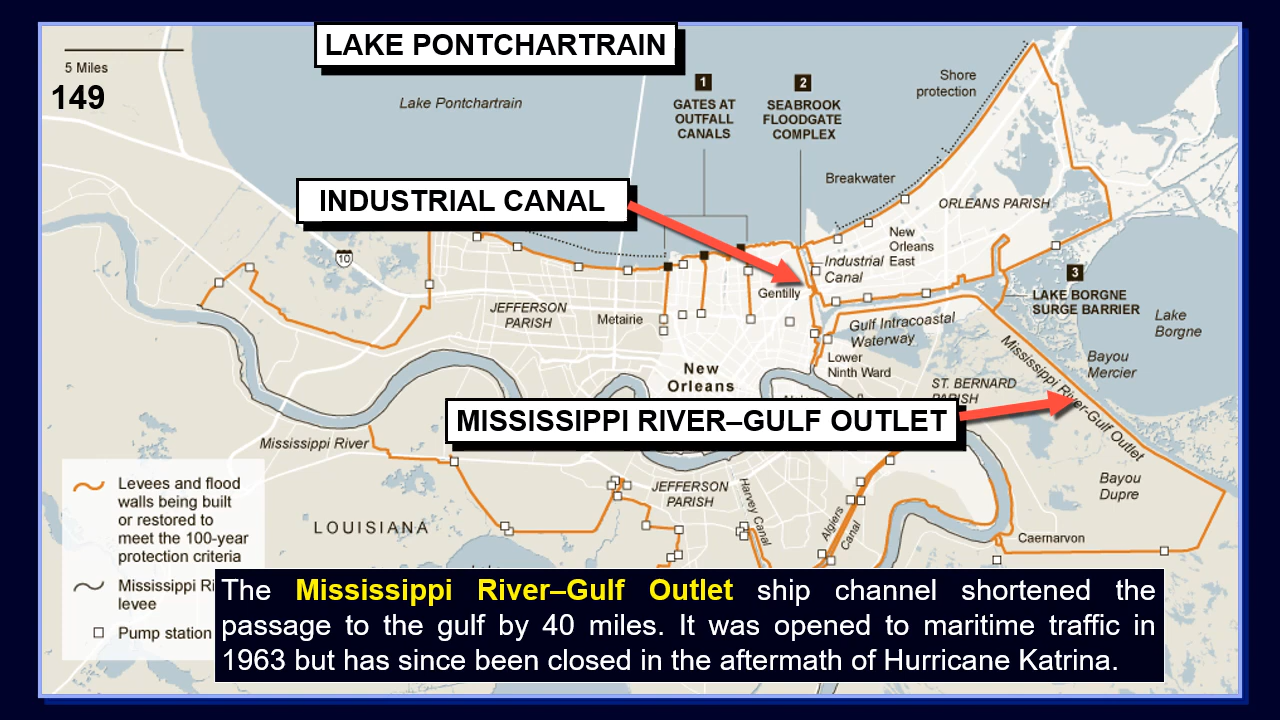 LAKE PONTCHARTRAIN
5 Miles
149
Lake Pontchartrain
1
GATES AT
OUTFALL
CANALS
2
SEABROOK
FLOODGATE
COMPLEX
Shore
protection
Breakwater
ORLEANS PARISH
INDUSTRIAL CANAL
New
Orleans
East
10
Industrial
Canal
3
LAKE BORGNE
SURGE BARRIER
Gentilly
JEFFERSON
PARISH
Metairie
Gulf Intracoastal
Waterway
Lake
Borgne
Lower
Ninth Ward
Bayou
Mercier
New
Orleans
ST. BERNARD
PARISH
Mississippi River-Gulf Outlet
MISSISSIPPI RIVER–GULF OUTLET
Mississippi River
JEFFERSON
PARISH
Harvey Canal
Algiers
Canal
Bayou
Dupre
LOUISIANA
Caernarvon
Levees and flood
walls being built
or restored to
meet the 100-year
protection criteria
Mississippi Ri
levee
Pump station
The Mississippi River–Gulf Outlet ship channel shortened the
passage to the gulf by 40 miles. It was opened to maritime traffic in
1963 but has since been closed in the aftermath of Hurricane Katrina.